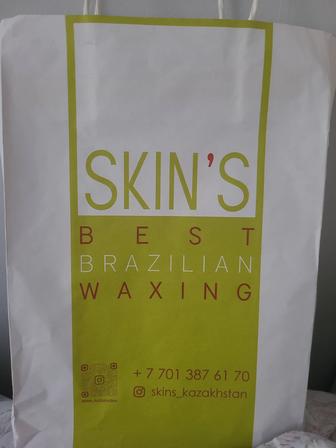 SKIN'S
BEST
BRAZILIAN
WAXING
+ 7 701 387 61 70
skins_kazakhstan